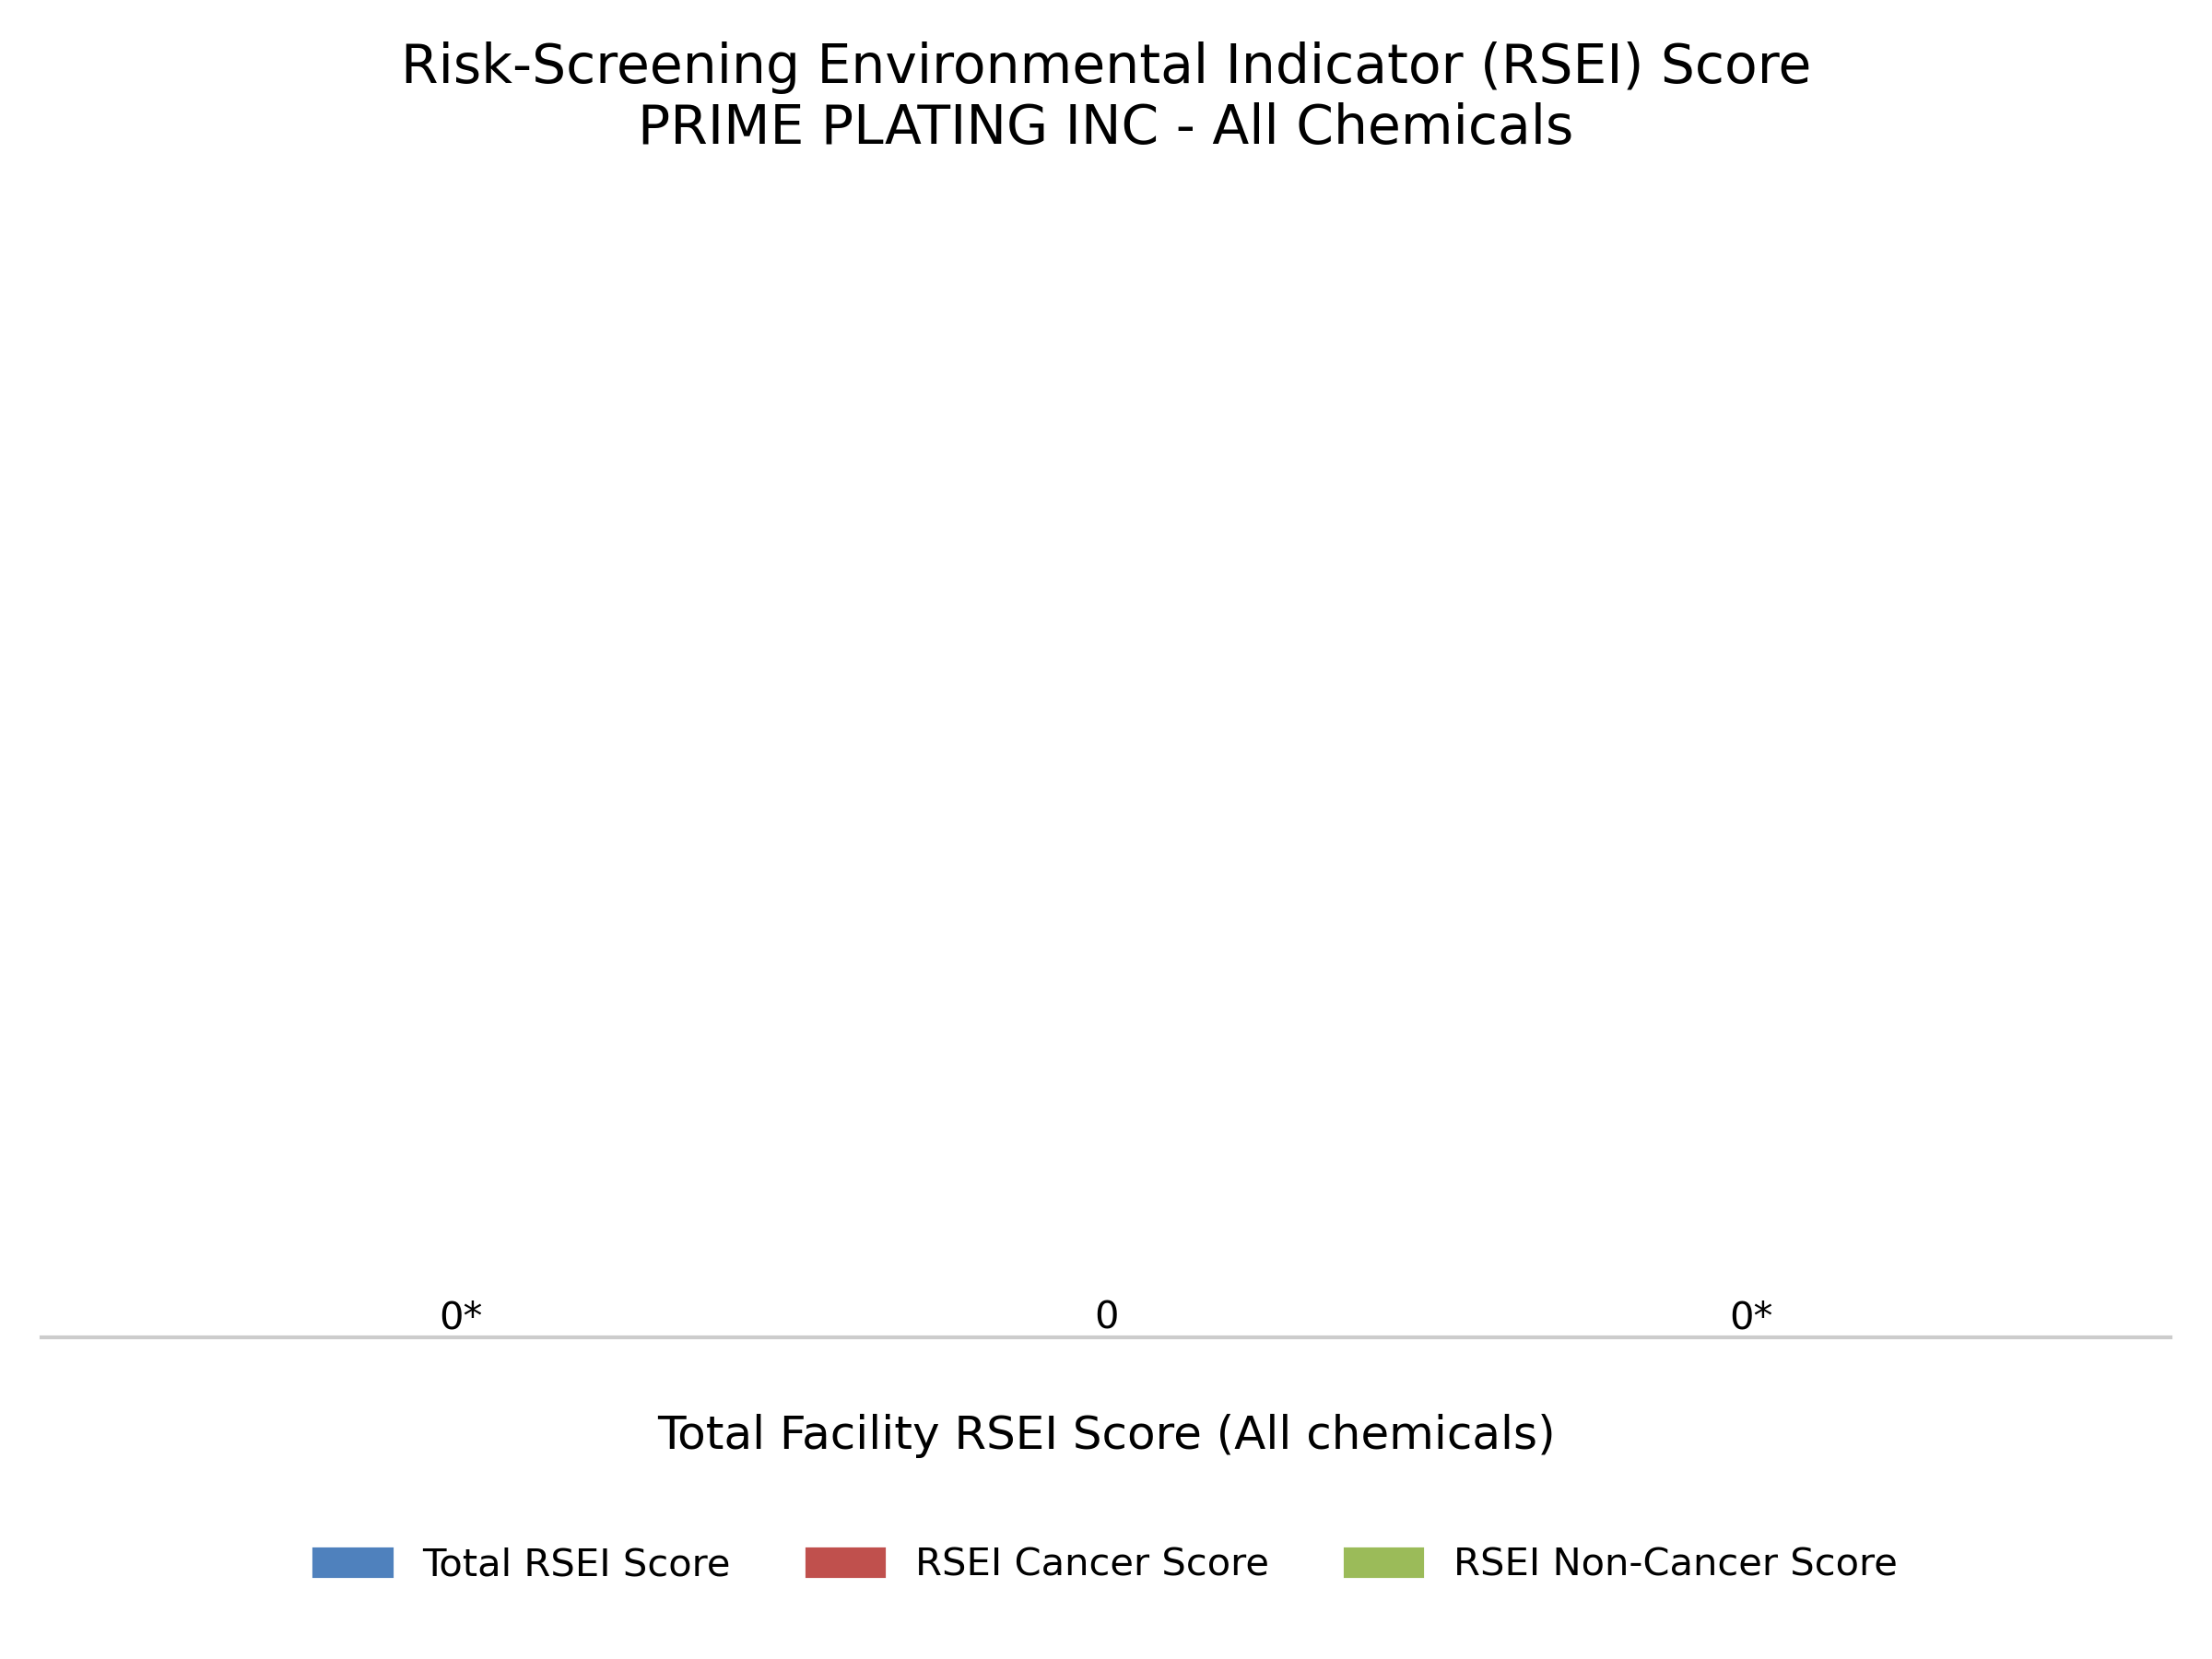 Risk-Screening Environmental Indicator (RSEI) Score
PRIME PLATING INC - All Chemicals
0* 0 0*
Total Facility RSEI Score (All chemicals)
Total RSEI Score RSEI Cancer Score RSEI Non-Cancer Score